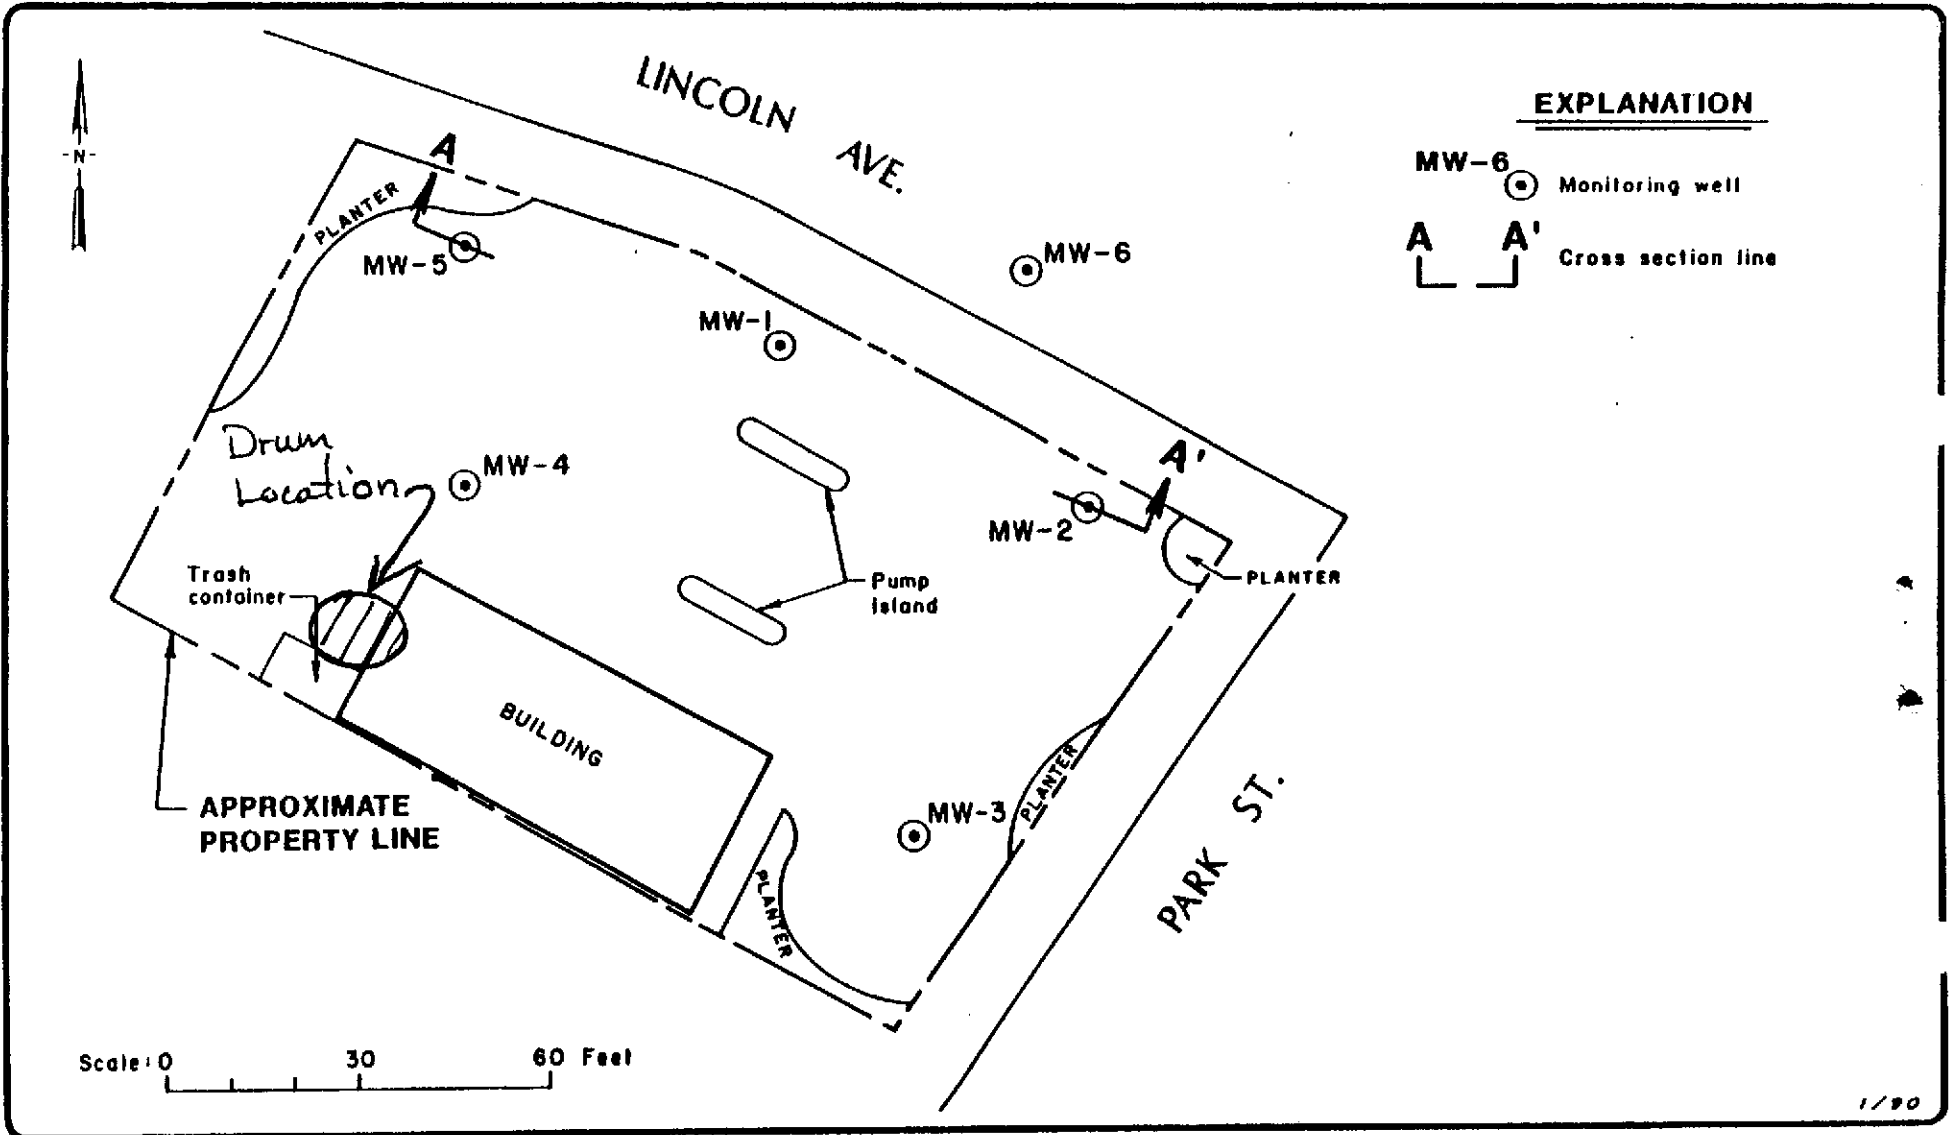 LINCOLN AVE.
EXPLANATION
MW-6
Monitoring well
A A'
Cross section line
-N-
A
PLANTER
MW-5
MW-6
MW-1
Drum
Location
MW-4
A'
MW-2
PLANTER
Trash
container
Pump
Island
BUILDING
APPROXIMATE
PROPERTY LINE
MW-3
PLANTER
PLANTER
PARK ST.
Scale: 0 30 60 Feet
1/90